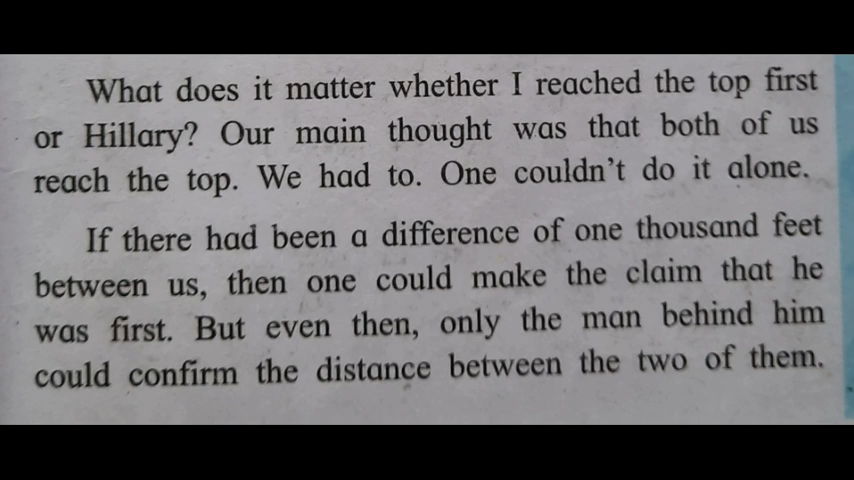 What does it matter whether I reached the top first
or Hillary? Our main thought was that both of us
reach the top. We had to. One couldn't do it alone.
If there had been a difference of one thousand feet
between us, then one could make the claim that he
was first. But even then, only the man behind him
could confirm the distance between the two of them.